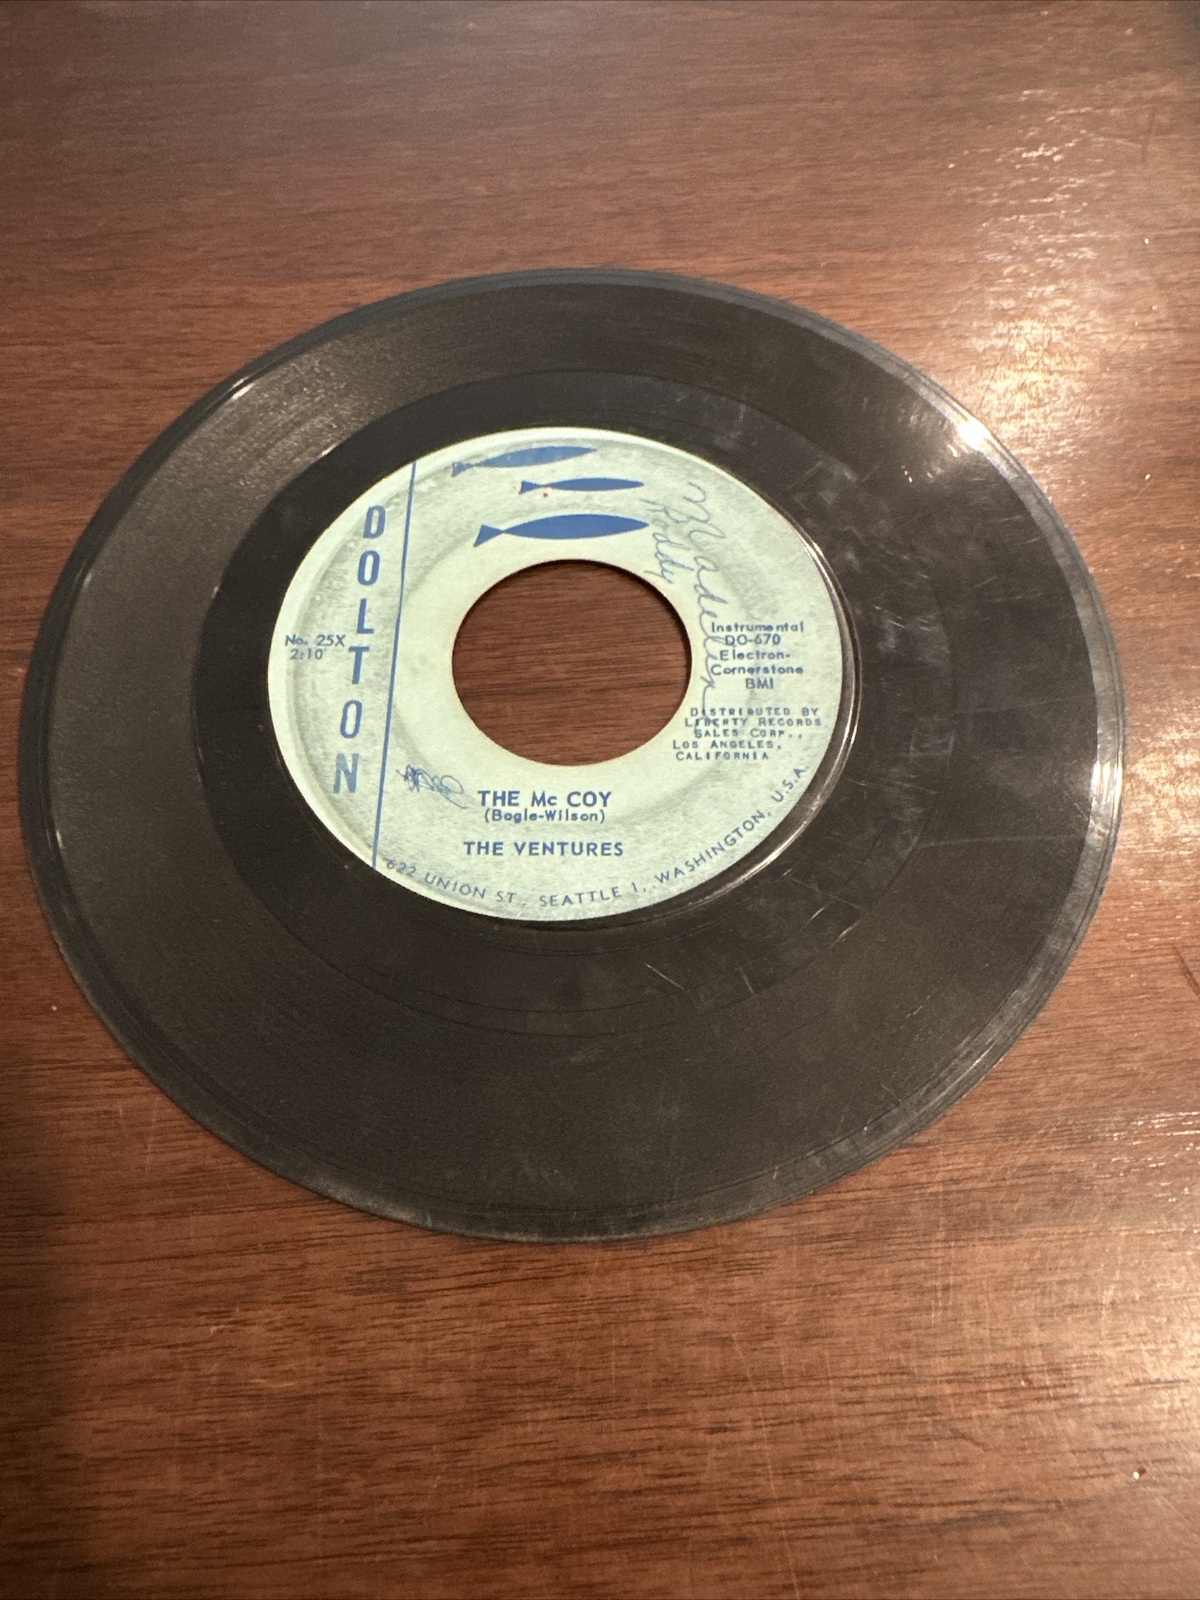 DOLTON
No. 25X
2:10
Instrumental
DO-670
Electron-
Cornerstone
BMI
DISTRIBUTED BY
LIBERTY RECORDS
SALES CORP.,
LOS ANGELES,
CALIFORNIA
THE Mc COY
(Bogle-Wilson)
THE VENTURES
622 UNION ST., SEATTLE 1, WASHINGTON, U.S.A.